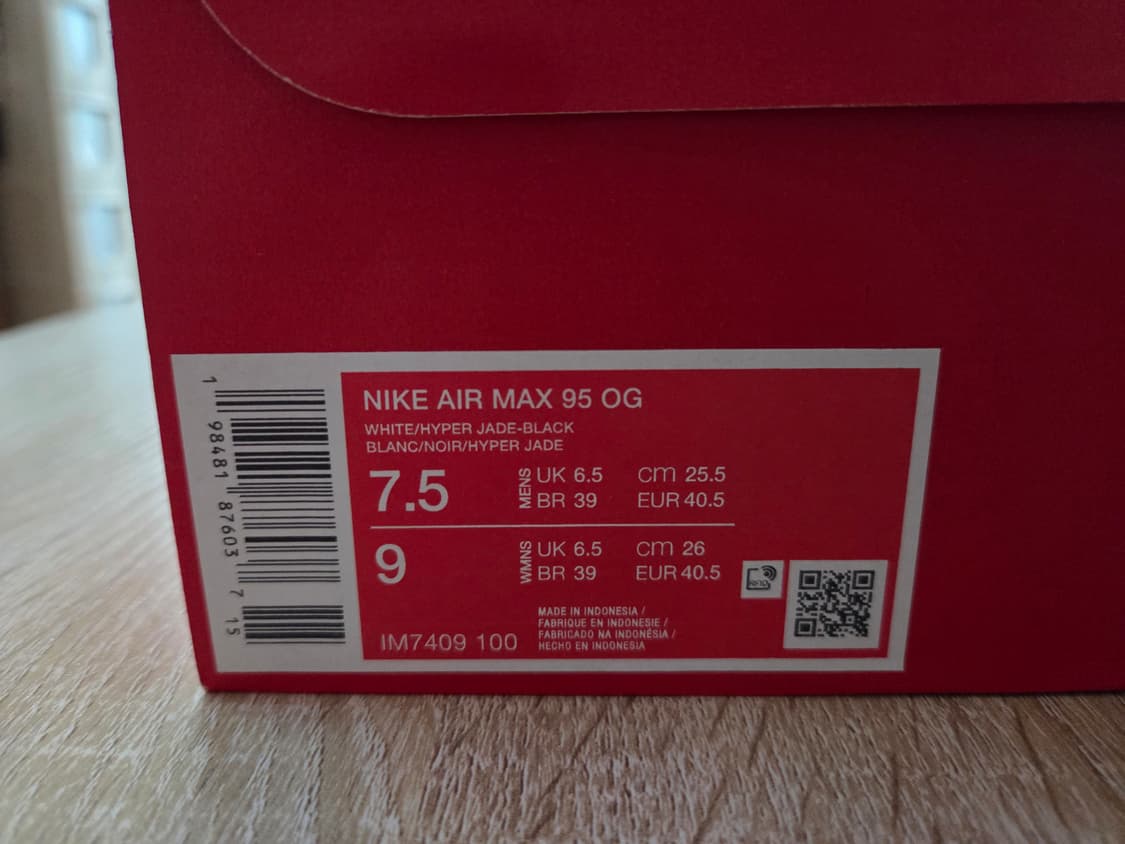 1 98481 87603 7 15
NIKE AIR MAX 95 OG
WHITE/HYPER JADE-BLACK
BLANC/NOIR/HYPER JADE
7.5 MENS UK 6.5 cm 25.5
BR 39 EUR 40.5
9 WMNS UK 6.5 cm 26
BR 39 EUR 40.5
RFID
IM7409 100
MADE IN INDONESIA /
FABRIQUE EN INDONESIE /
FABRICADO NA INDONÉSIA /
HECHO EN INDONESIA